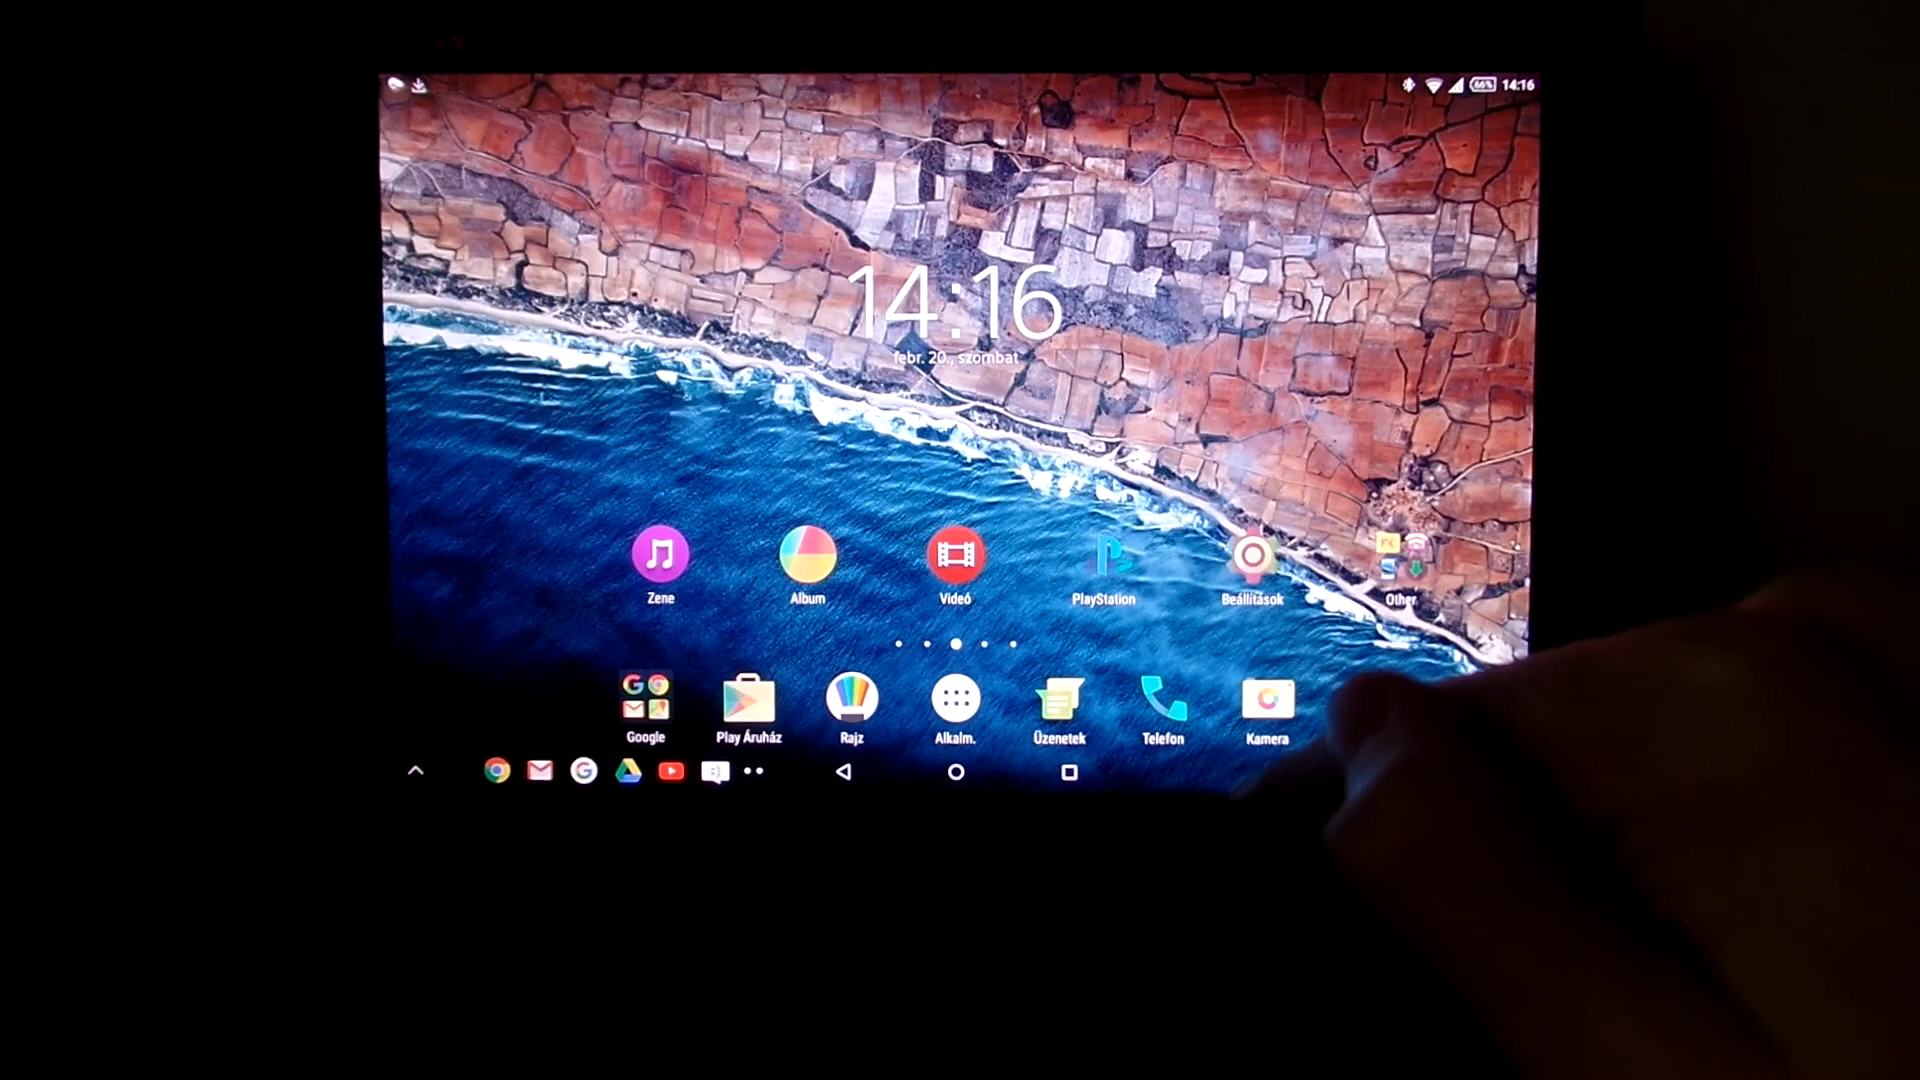 66% 14:16
14:16
febr. 20., szombat
Zene Album Videó PlayStation Beállítások Other
Google Play Áruház Rajz Alkalm. Üzenetek Telefon Kamera